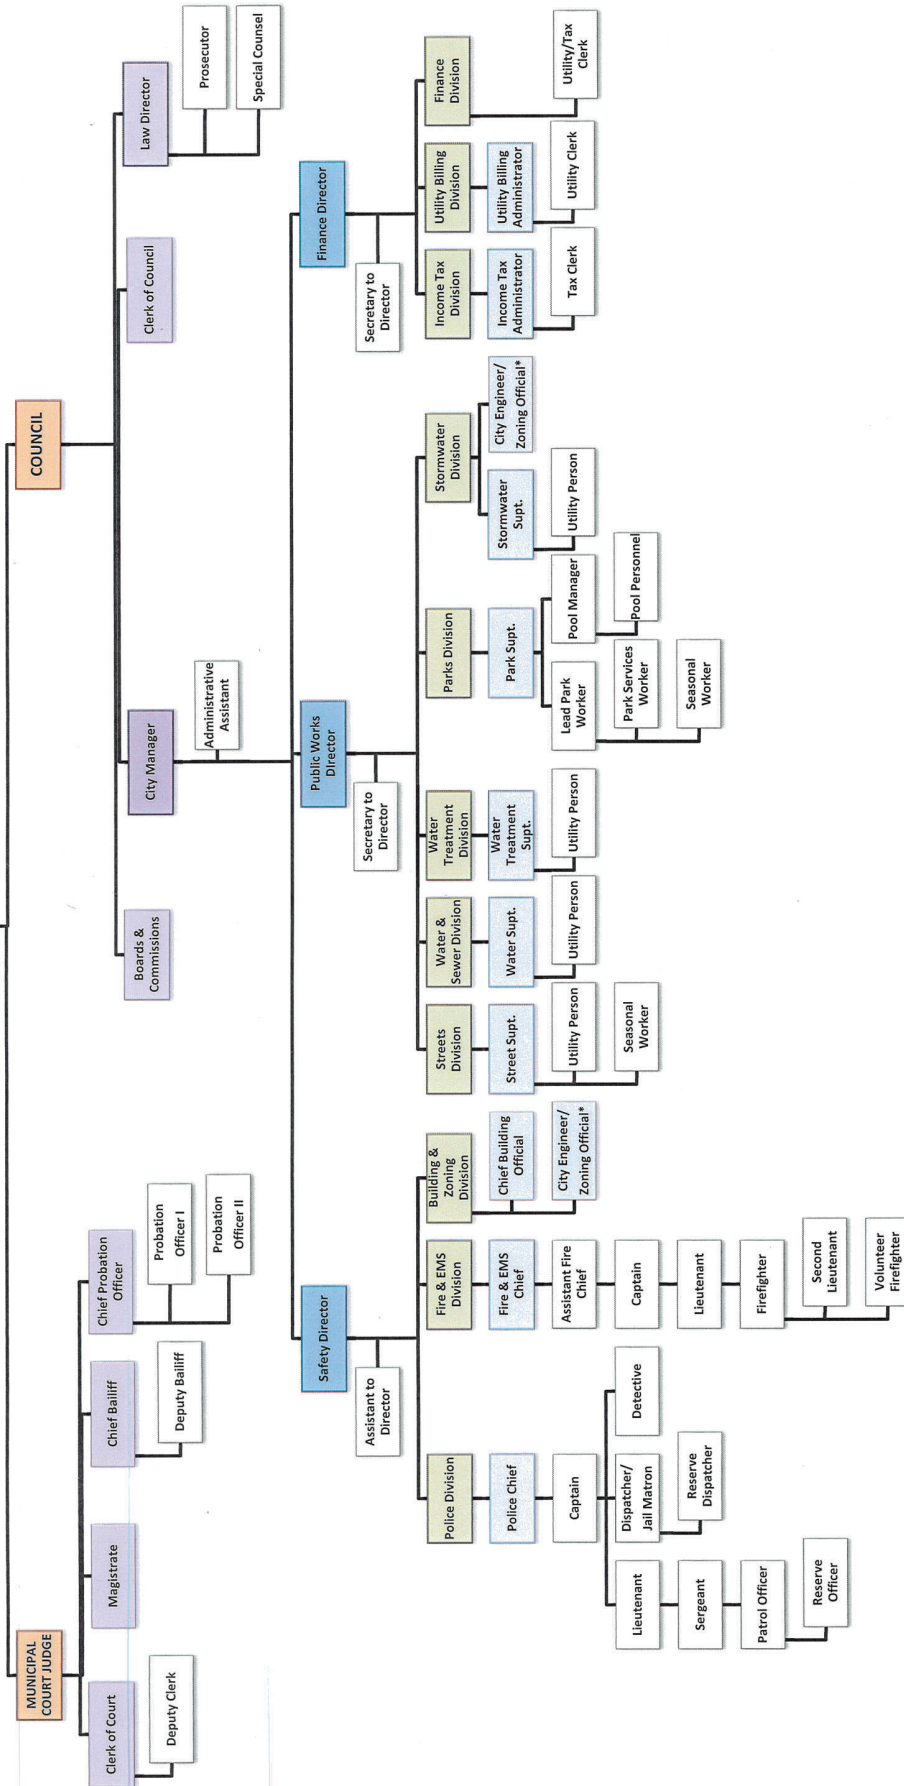 MUNICIPAL
COURT JUDGE
COUNCIL
Clerk of Court
Magistrate
Chief Bailiff
Chief Probation
Officer
Deputy Clerk
Deputy Bailiff
Probation
Officer I
Probation
Officer II
Boards &
Commissions
City Manager
Clerk of Council
Law Director
Administrative
Assistant
Prosecutor
Special Counsel
Safety Director
Public Works
DIrector
Finance Director
Assistant to
Director
Secretary to
Director
Secretary to
Director
Police Division
Fire & EMS
Division
Building &
Zoning
Division
Streets
Division
Water &
Sewer Division
Water
Treatment
Division
Parks Division
Stormwater
Division
Income Tax
Division
Utility Billing
Division
Finance
Division
Police Chief
Fire & EMS
Chief
Chief Building
Official
City Engineer/
Zoning Official*
Street Supt.
Water Supt.
Water
Treatment
Supt.
Park Supt.
Stormwater
Supt.
City Engineer/
Zoning Official*
Income Tax
Administrator
Utility Billing
Administrator
Utility/Tax
Clerk
Captain
Assistant Fire
Chief
Utility Person
Utility Person
Utility Person
Lead Park
Worker
Pool Manager
Utility Person
Tax Clerk
Utility Clerk
Lieutenant
Dispatcher/
Jail Matron
Detective
Captain
Seasonal
Worker
Park Services
Worker
Pool Personnel
Sergeant
Reserve
Dispatcher
Lieutenant
Seasonal
Worker
Patrol Officer
Firefighter
Reserve
Officer
Second
Lieutenant
Volunteer
Firefighter